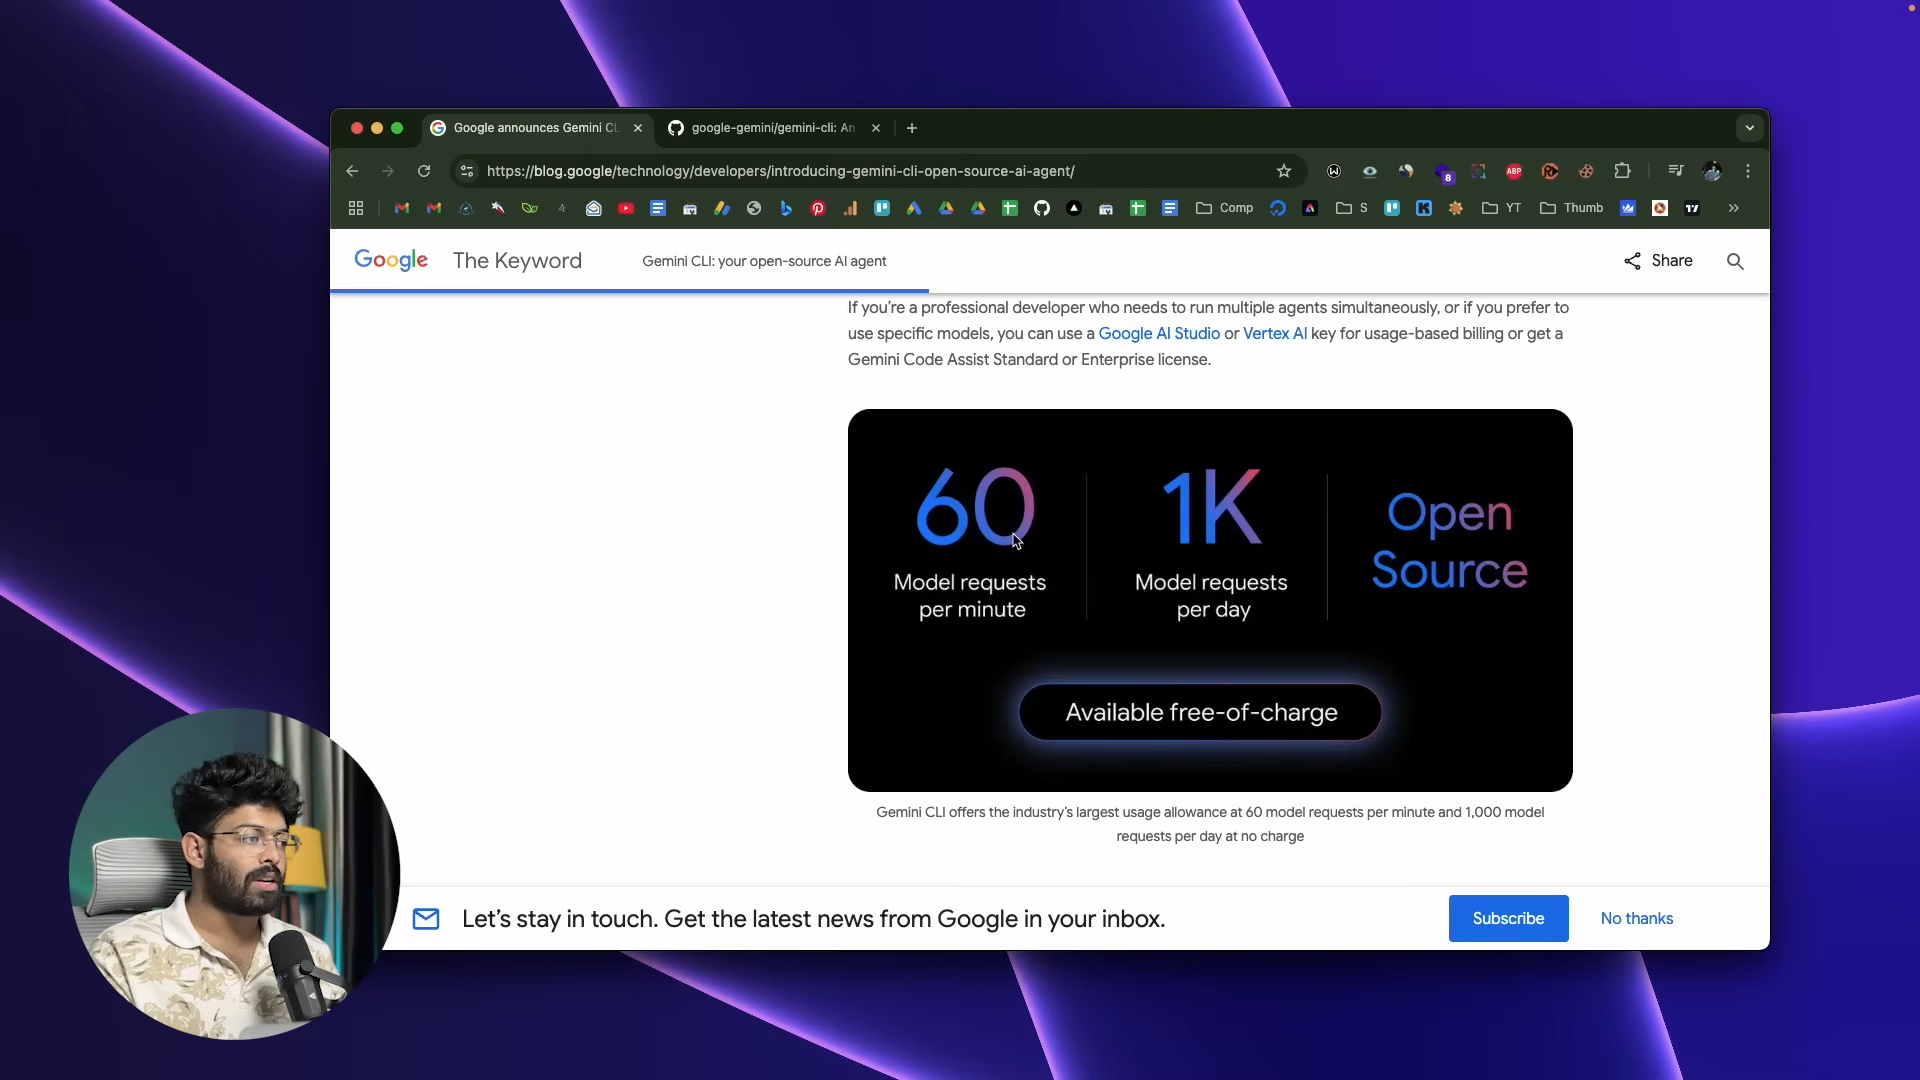 Google announces Gemini CL
google-gemini/gemini-cli: An
https://blog.google/technology/developers/introducing-gemini-cli-open-source-ai-agent/
8
ABP
Comp
S
YT
Thumb
Google The Keyword
Gemini CLI: your open-source AI agent
Share
If you're a professional developer who needs to run multiple agents simultaneously, or if you prefer to
use specific models, you can use a Google AI Studio or Vertex AI key for usage-based billing or get a
Gemini Code Assist Standard or Enterprise license.
60
Model requests
per minute
1K
Model requests
per day
Open
Source
Available free-of-charge
Gemini CLI offers the industry's largest usage allowance at 60 model requests per minute and 1,000 model
requests per day at no charge
Let's stay in touch. Get the latest news from Google in your inbox.
Subscribe
No thanks